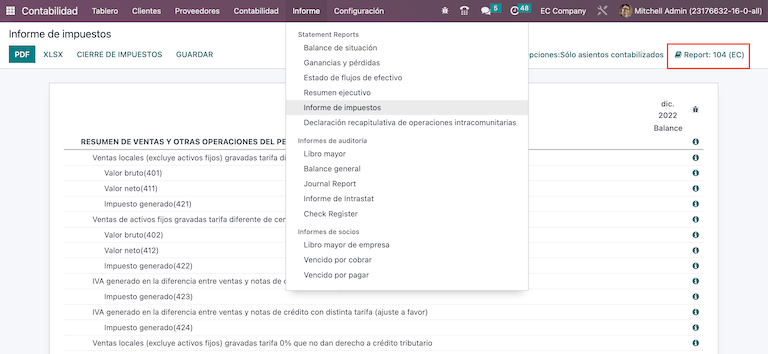 Contabilidad Tablero Clientes Proveedores Contabilidad Informe Configuración 5 48 EC Company Mitchell Admin (23176632-16-0-all)
Informe de impuestos
PDF XLSX CIERRE DE IMPUESTOS GUARDAR
pciones:Sólo asientos contabilizados Report: 104 (EC)
Statement Reports
Balance de situación
Ganancias y pérdidas
Estado de flujos de efectivo
Resumen ejecutivo
Informe de impuestos
Declaración recapitulativa de operaciones intracomunitarias
Informes de auditoría
Libro mayor
Balance general
Journal Report
Informe de Intrastat
Check Register
Informes de socios
Libro mayor de empresa
Vencido por cobrar
Vencido por pagar
dic.
2022
Balance
RESUMEN DE VENTAS Y OTRAS OPERACIONES DEL PE
Ventas locales (excluye activos fijos) gravadas tarifa di
Valor bruto(401)
Valor neto(411)
Impuesto generado(421)
Ventas de activos fijos gravadas tarifa diferente de cer
Valor bruto(402)
Valor neto(412)
Impuesto generado(422)
IVA generado en la diferencia entre ventas y notas de c
Impuesto generado(423)
IVA generado en la diferencia entre ventas y notas de crédito con distinta tarifa (ajuste a favor)
Impuesto generado(424)
Ventas locales (excluye activos fijos) gravadas tarifa 0% que no dan derecho a crédito tributario